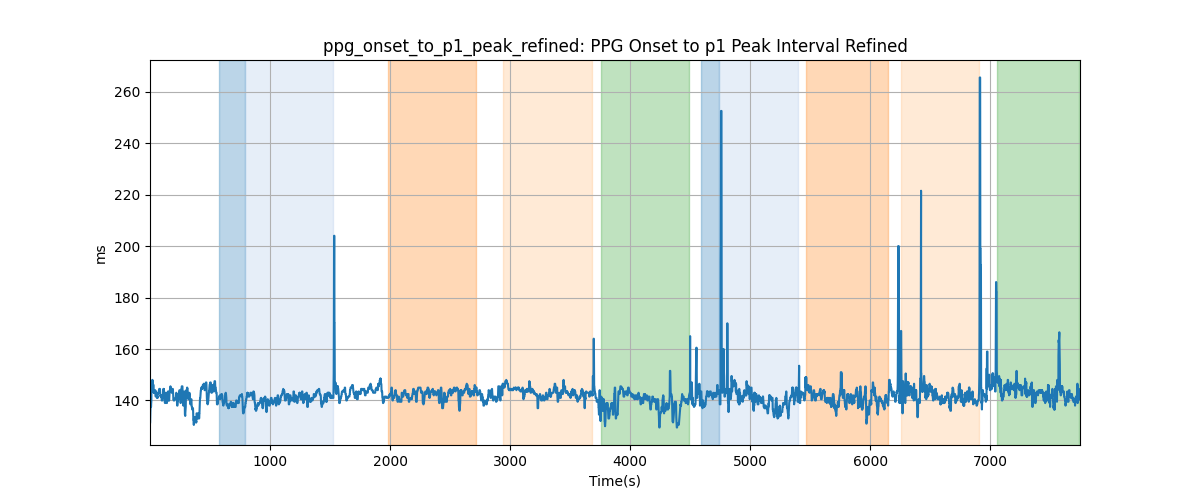 ppg_onset_to_p1_peak_refined: PPG Onset to p1 Peak Interval Refined
260
240
220
200
180
160
140
ms
1000 2000 3000 4000 5000 6000 7000
Time(s)